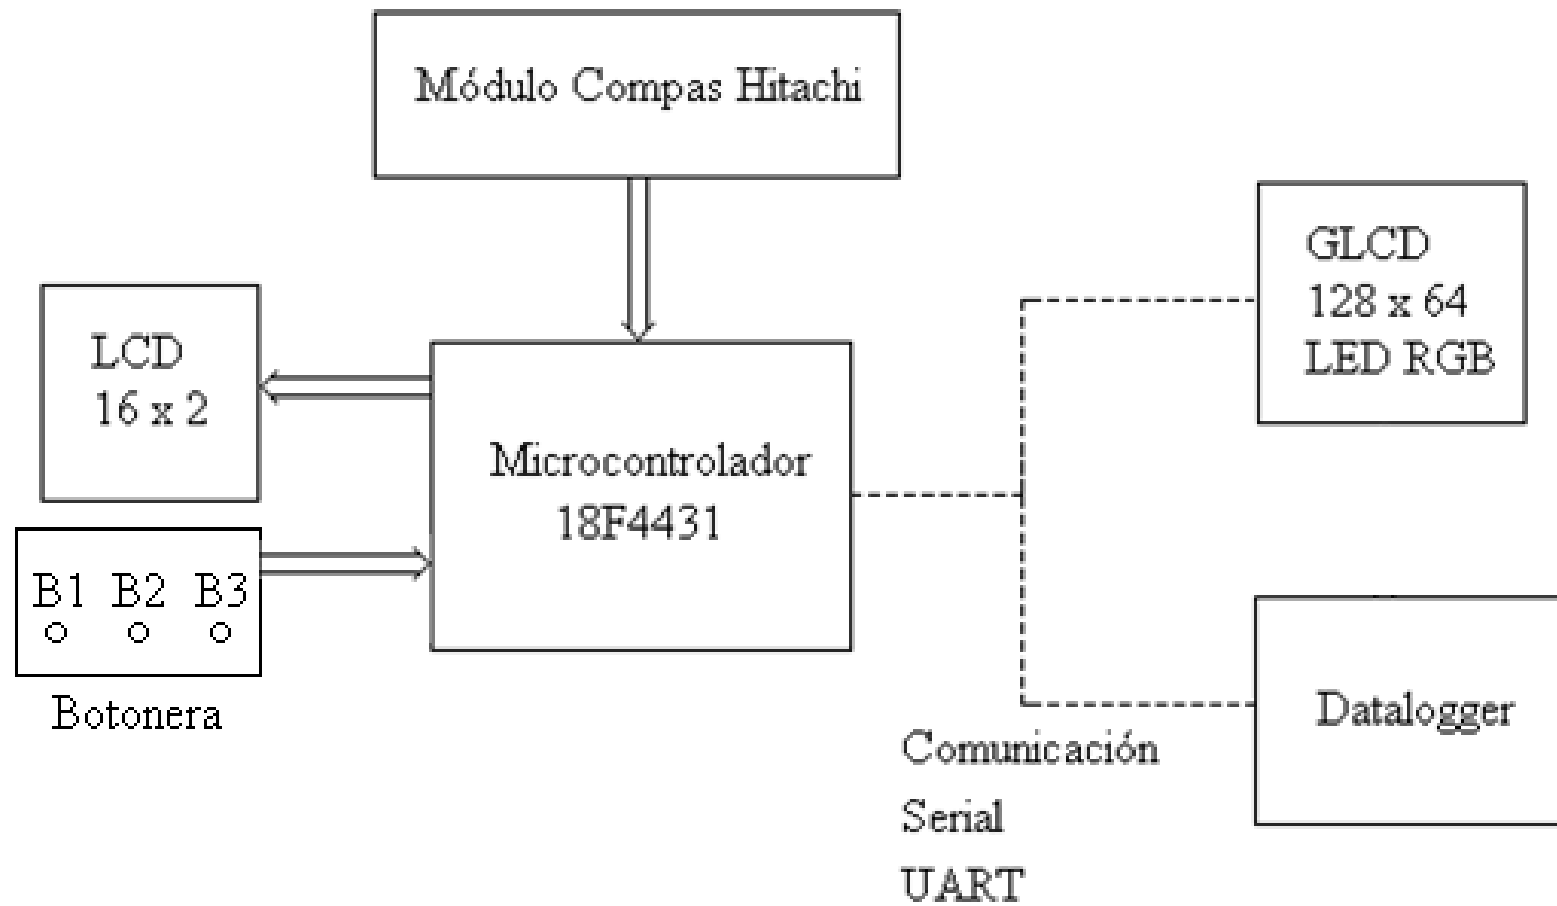 Módulo Compas Hitachi
GLCD
128 x 64
LED RGB
LCD
16 x 2
Microcontrolador
18F4431
B1 B2 B3
Botonera
Datalogger
Comunicación
Serial
UART